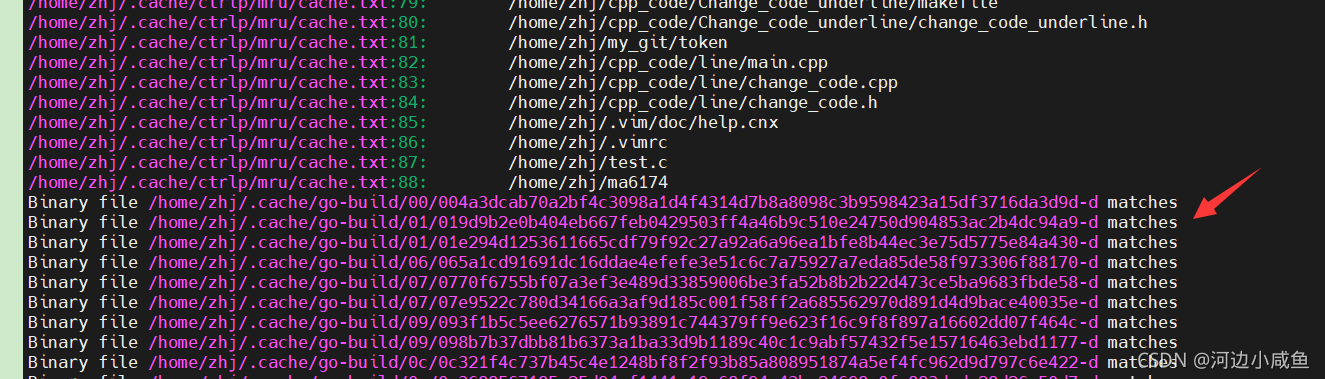 /home/zhj/.cache/ctrlp/mru/cache.txt:79:        /home/zhj/cpp_code/Change_code_underline/makefile
/home/zhj/.cache/ctrlp/mru/cache.txt:80:        /home/zhj/cpp_code/Change_code_underline/change_code_underline.h
/home/zhj/.cache/ctrlp/mru/cache.txt:81:        /home/zhj/my_git/token
/home/zhj/.cache/ctrlp/mru/cache.txt:82:        /home/zhj/cpp_code/line/main.cpp
/home/zhj/.cache/ctrlp/mru/cache.txt:83:        /home/zhj/cpp_code/line/change_code.cpp
/home/zhj/.cache/ctrlp/mru/cache.txt:84:        /home/zhj/cpp_code/line/change_code.h
/home/zhj/.cache/ctrlp/mru/cache.txt:85:        /home/zhj/.vim/doc/help.cnx
/home/zhj/.cache/ctrlp/mru/cache.txt:86:        /home/zhj/.vimrc
/home/zhj/.cache/ctrlp/mru/cache.txt:87:        /home/zhj/test.c
/home/zhj/.cache/ctrlp/mru/cache.txt:88:        /home/zhj/ma6174
Binary file /home/zhj/.cache/go-build/00/004a3dcab70a2bf4c3098a1d4f4314d7b8a8098c3b9598423a15df3716da3d9d-d matches
Binary file /home/zhj/.cache/go-build/01/019d9b2e0b404eb667feb0429503ff4a46b9c510e24750d904853ac2b4dc94a9-d matches
Binary file /home/zhj/.cache/go-build/01/01e294d1253611665cdf79f92c27a92a6a96ea1bfe8b44ec3e75d5775e84a430-d matches
Binary file /home/zhj/.cache/go-build/06/065a1cd91691dc16ddae4efefe3e51c6c7a75927a7eda85de58f973306f88170-d matches
Binary file /home/zhj/.cache/go-build/07/0770f6755bf07a3ef3e489d33859006be3fa52b8b2b22d473ce5ba9683fbde58-d matches
Binary file /home/zhj/.cache/go-build/07/07e9522c780d34166a3af9d185c001f58ff2a685562970d891d4d9bace40035e-d matches
Binary file /home/zhj/.cache/go-build/09/093f1b5c5ee6276571b93891c744379ff9e623f16c9f8f897a16602dd07f464c-d matches
Binary file /home/zhj/.cache/go-build/09/098b7b37dbb81b6373a1ba33d9b1189c40c1c9abf57432f5e15716463ebd1177-d matches
Binary file /home/zhj/.cache/go-build/0c/0c321f4c737b45c4e1248bf8f2f93b85a808951874a5ef4ffc962d9d797c6e422-d matches
CSDN @河边小咸鱼